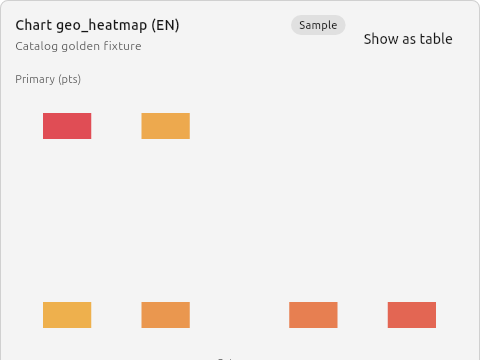 Chart geo_heatmap (EN)
Sample
Show as table
Catalog golden fixture
Primary (pts)